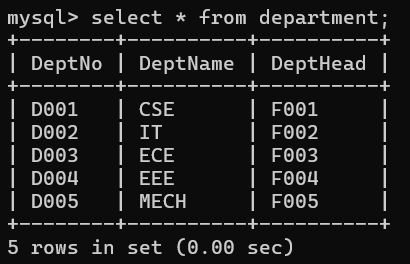 mysql> select * from department;
+--------+----------+----------+
| DeptNo | DeptName | DeptHead |
+--------+----------+----------+
| D001   | CSE      | F001     |
| D002   | IT       | F002     |
| D003   | ECE      | F003     |
| D004   | EEE      | F004     |
| D005   | MECH     | F005     |
+--------+----------+----------+
5 rows in set (0.00 sec)